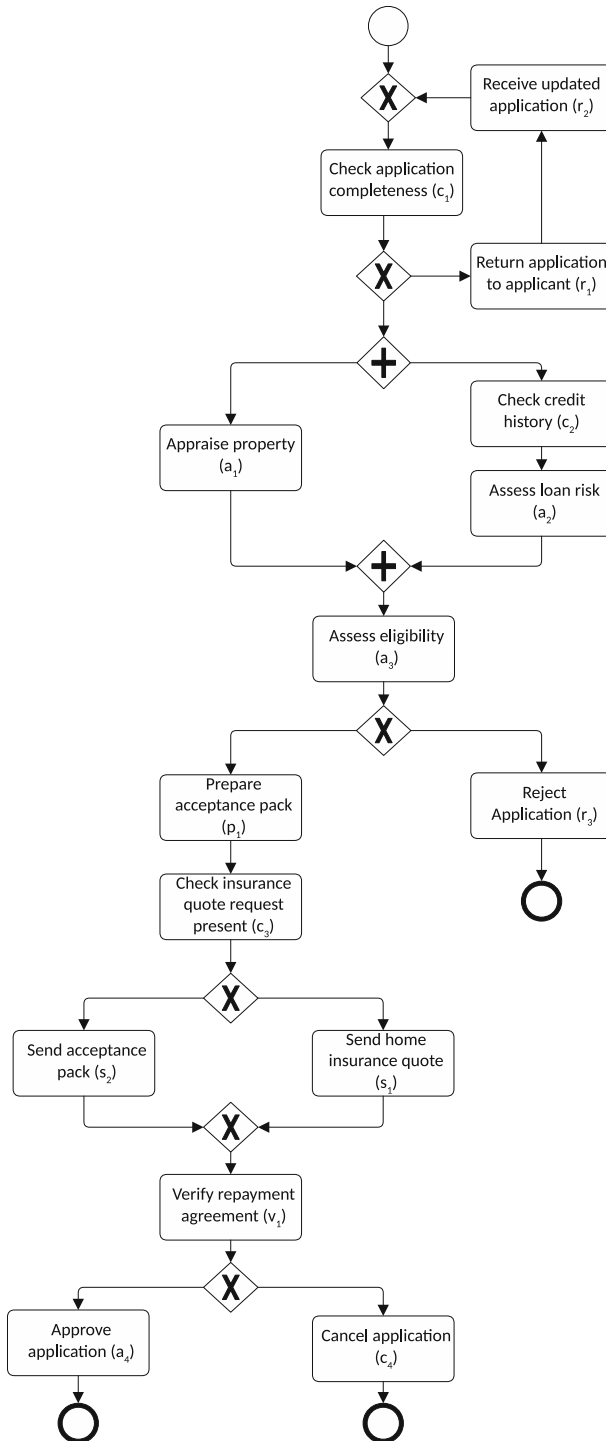 Receive updated
application (r₂)
Check application
completeness (c₁)
Return application
to applicant (r₁)
Check credit
history (c₂)
Appraise property
(a₁)
Assess loan risk
(a₂)
Assess eligibility
(a₃)
Prepare
acceptance pack
(p₁)
Reject
Application (r₃)
Check insurance
quote request
present (c₃)
Send acceptance
pack (s₂)
Send home
insurance quote
(s₁)
Verify repayment
agreement (v₁)
Approve
application (a₄)
Cancel application
(c₄)